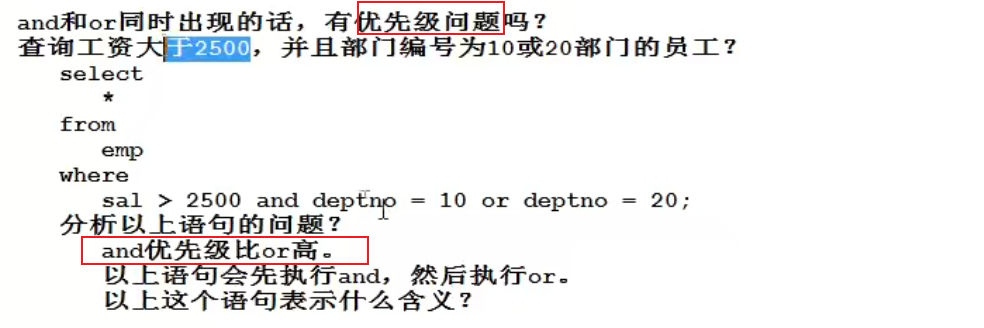 and和or同时出现的话，有优先级问题吗？
查询工资大于2500，并且部门编号为10或20部门的员工？
select
*
from
emp
where
sal > 2500 and deptno = 10 or deptno = 20;
分析以上语句的问题？
and优先级比or高。
以上语句会先执行and，然后执行or。
以上这个语句表示什么含义？